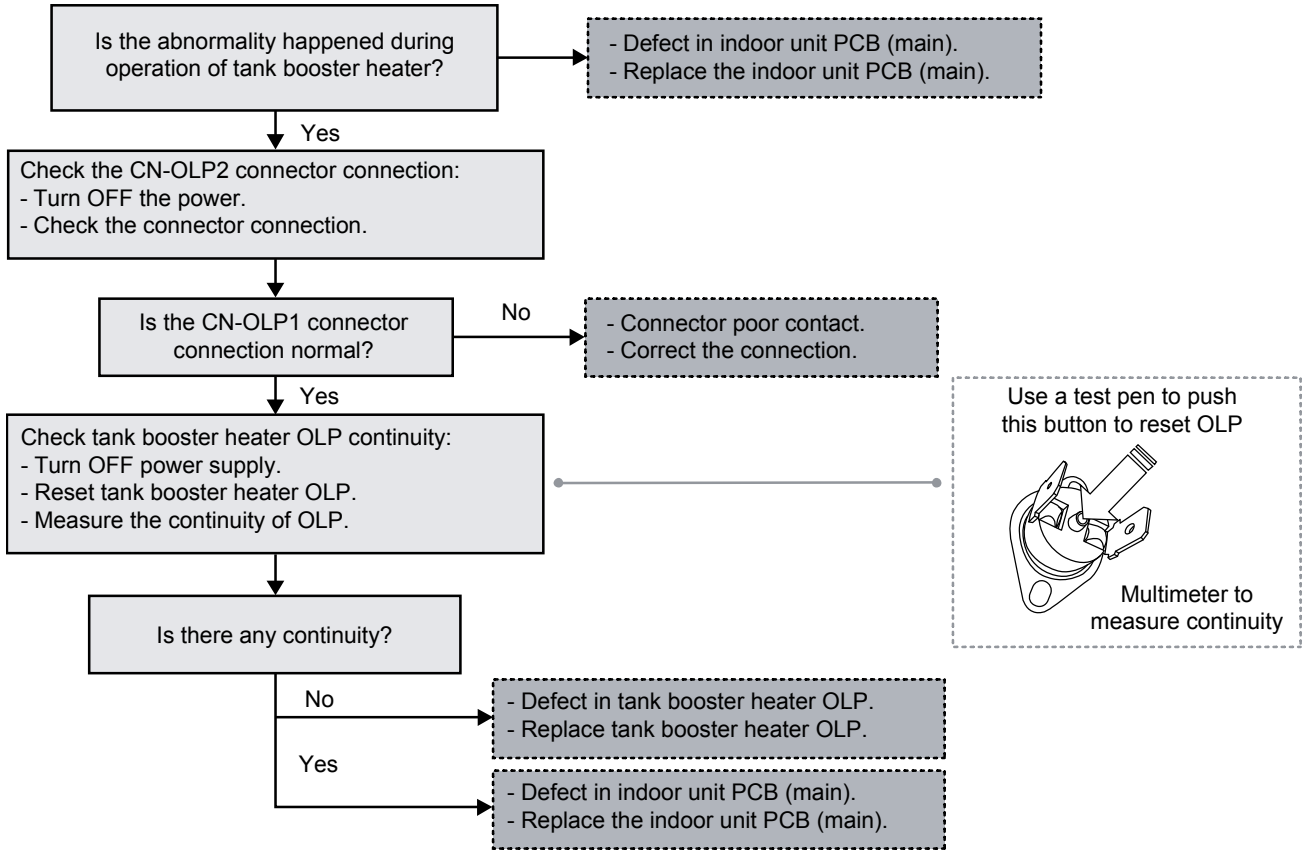 Is the abnormality happened during
operation of tank booster heater?
- Defect in indoor unit PCB (main).
- Replace the indoor unit PCB (main).
Yes
Check the CN-OLP2 connector connection:
- Turn OFF the power.
- Check the connector connection.
Is the CN-OLP1 connector
connection normal?
No
- Connector poor contact.
- Correct the connection.
Yes
Check tank booster heater OLP continuity:
- Turn OFF power supply.
- Reset tank booster heater OLP.
- Measure the continuity of OLP.
Use a test pen to push
this button to reset OLP
Multimeter to
measure continuity
Is there any continuity?
No
- Defect in tank booster heater OLP.
- Replace tank booster heater OLP.
Yes
- Defect in indoor unit PCB (main).
- Replace the indoor unit PCB (main).